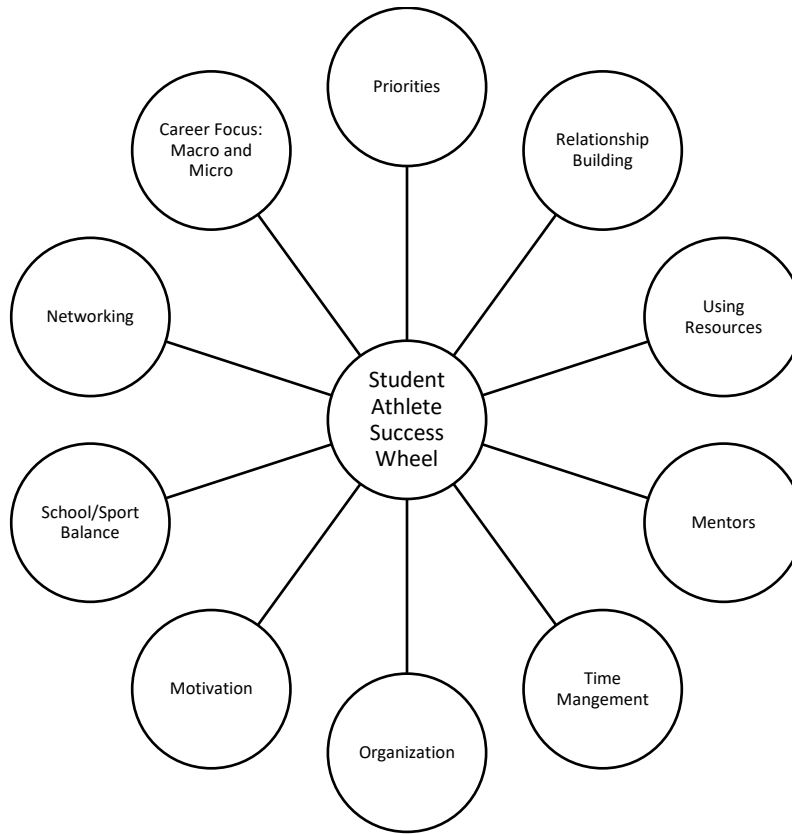 Priorities
Relationship
Building
Using
Resources
Mentors
Time
Mangement
Organization
Motivation
School/Sport
Balance
Networking
Career Focus:
Macro and
Micro
Student
Athlete
Success
Wheel